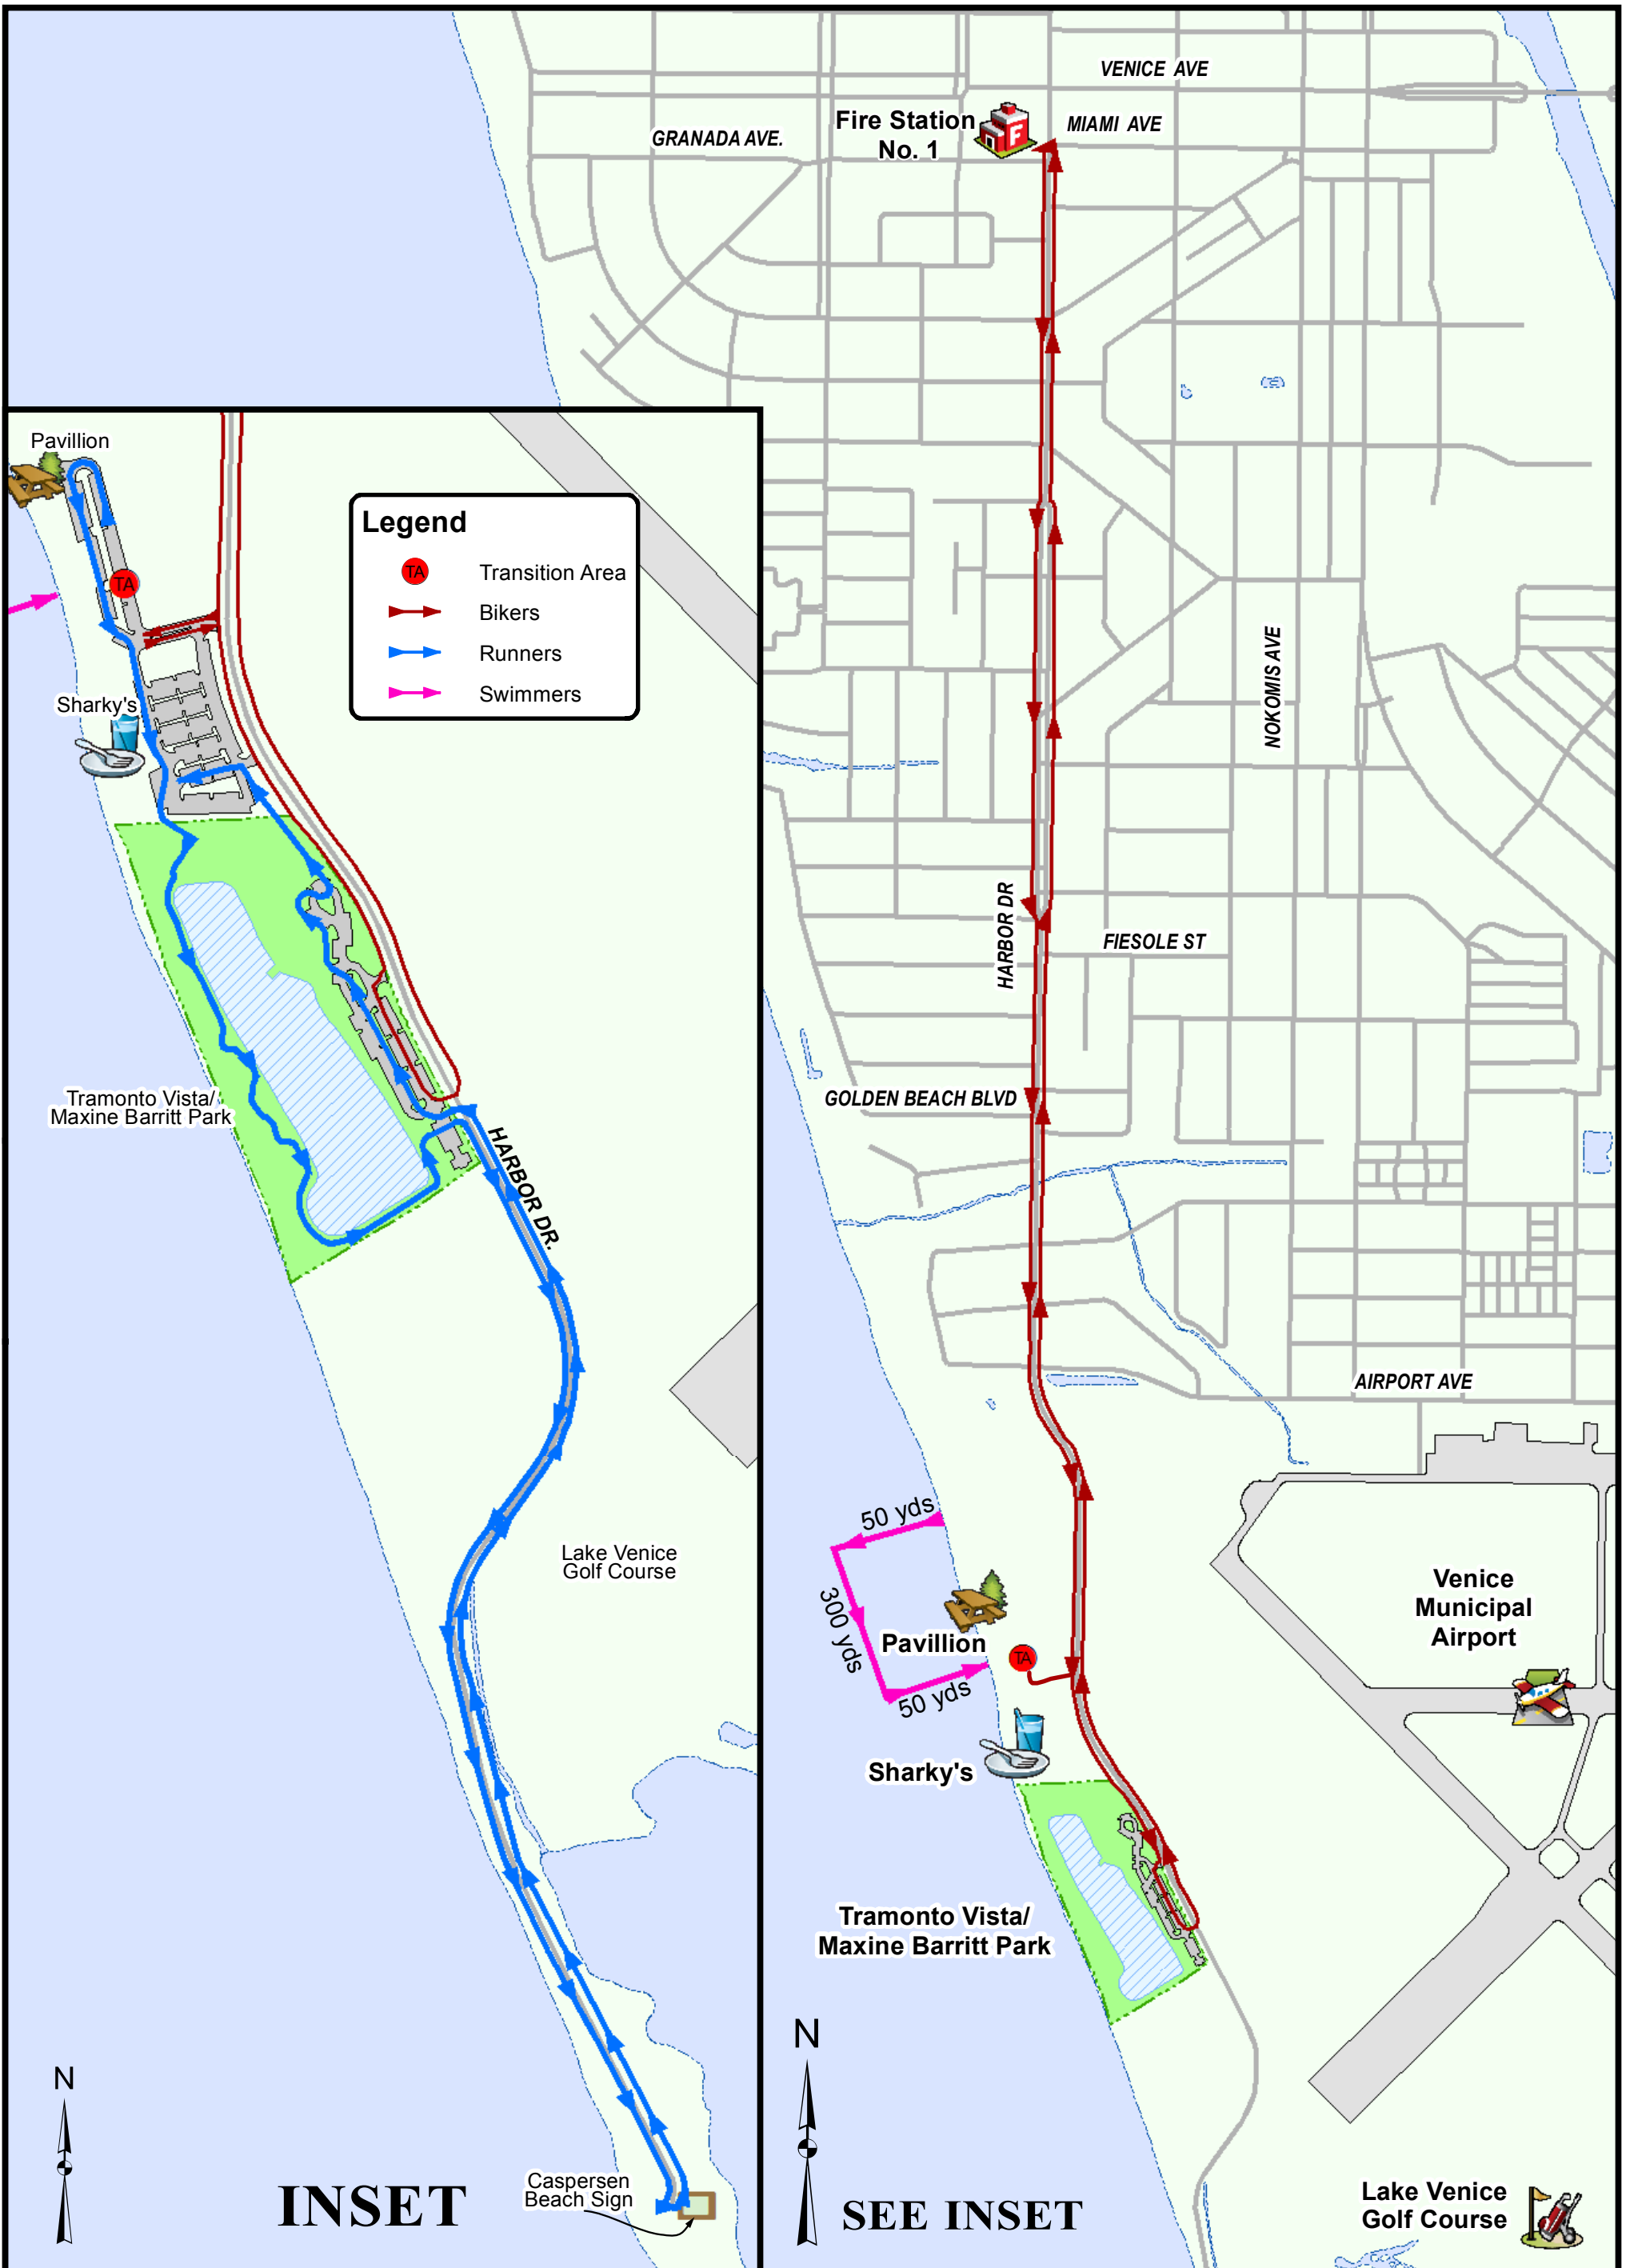 VENICE AVE
Fire Station
No. 1
F
MIAMI AVE
GRANADA AVE.
Pavillion
TA
Sharky's
Legend
TA Transition Area
Bikers
Runners
Swimmers
Tramonto Vista/
Maxine Barritt Park
HARBOR DR.
Lake Venice
Golf Course
Caspersen
Beach Sign
N
INSET
NOKOMIS AVE
HARBOR DR
FIESOLE ST
GOLDEN BEACH BLVD
AIRPORT AVE
50 yds
300 yds
50 yds
Pavillion
TA
Sharky's
Venice
Municipal
Airport
Tramonto Vista/
Maxine Barritt Park
N
SEE INSET
Lake Venice
Golf Course